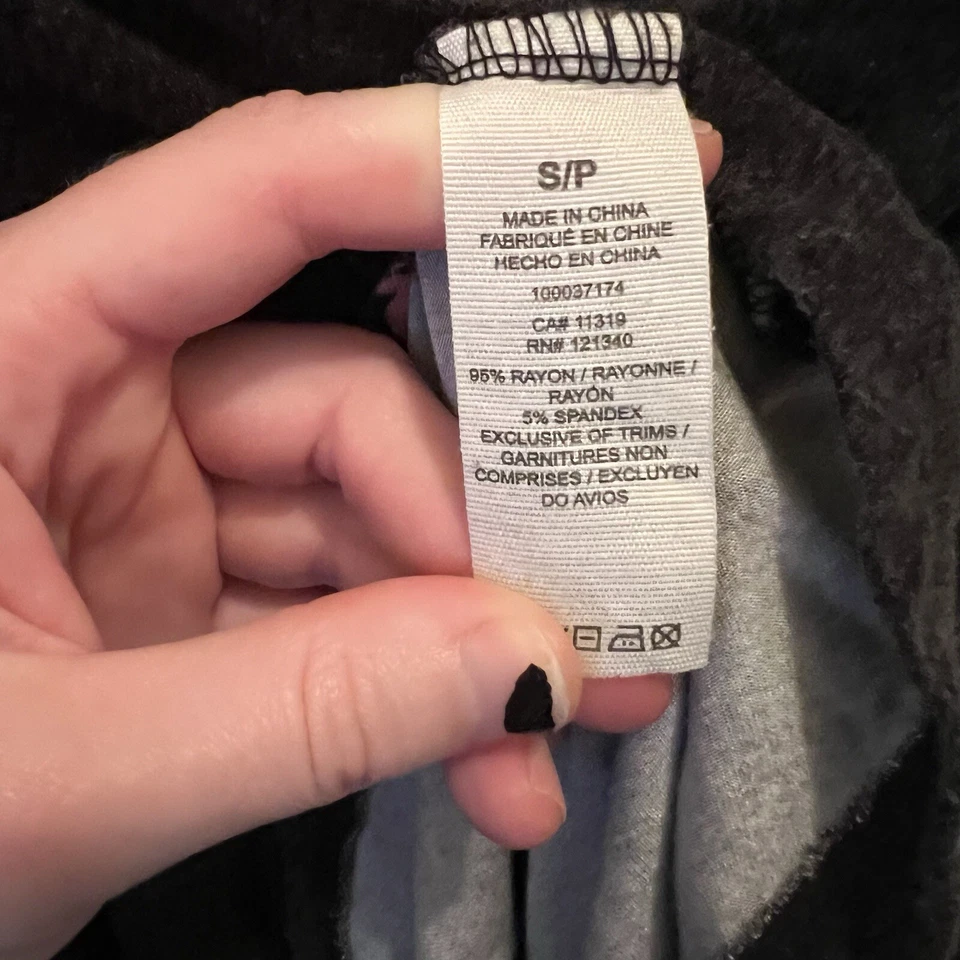 S/P
MADE IN CHINA
FABRIQUÉ EN CHINE
HECHO EN CHINA
100037174
CA# 11319
RN# 121340
95% RAYON / RAYONNE /
RAYÓN
5% SPANDEX
EXCLUSIVE OF TRIMS /
GARNITURES NON
COMPRISES / EXCLUYEN
DO AVIOS